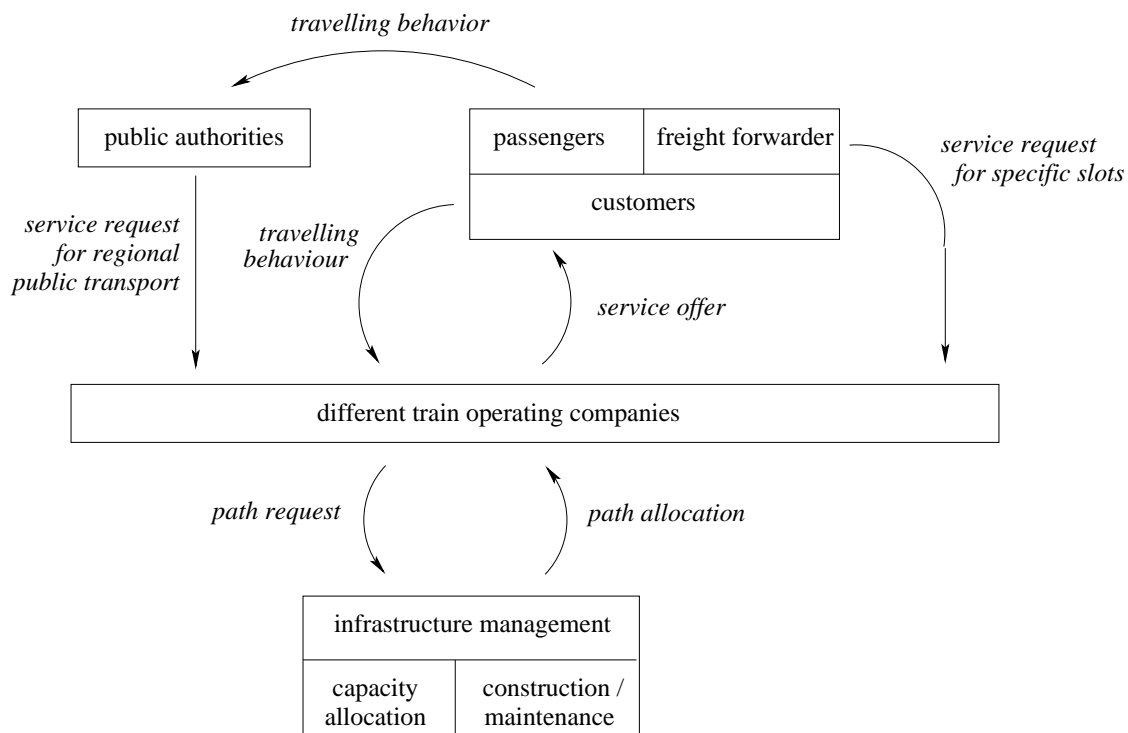 travelling behavior
public authorities
passengers
freight forwarder
customers
service request
for specific slots
service request
for regional
public transport
travelling
behaviour
service offer
different train operating companies
path request
path allocation
infrastructure management
capacity
allocation
construction /
maintenance